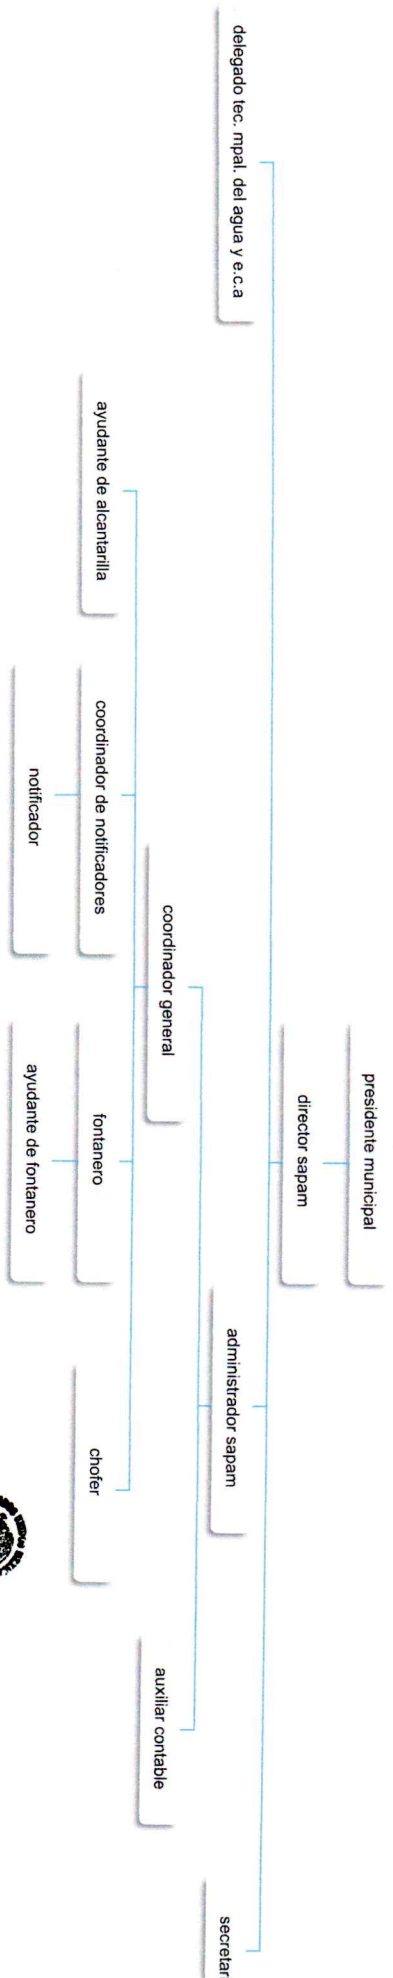 presidente municipal
director sapam
delegado tec. mpal. del agua y e.c.a
administrador sapam
coordinador general
auxiliar contable
ayudante de alcantarilla
coordinador de notificadores
fontanero
chofer
notificador
ayudante de fontanero